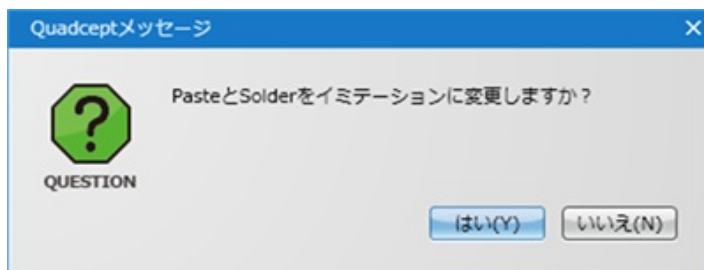 Quadceptメッセージ
PasteとSolderをイミテーションに変更しますか？
QUESTION
はい(Y)
いいえ(N)